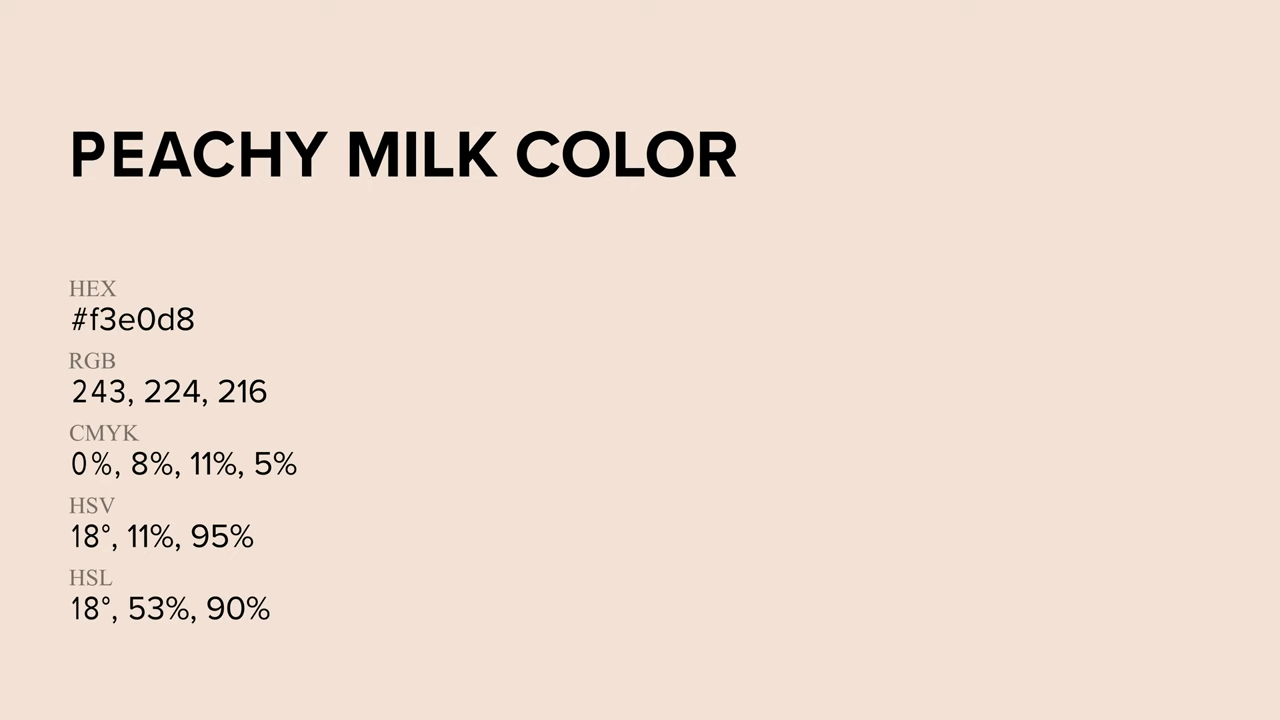 PEACHY MILK COLOR
HEX
#f3e0d8
RGB
243, 224, 216
CMYK
0%, 8%, 11%, 5%
HSV
18°, 11%, 95%
HSL
18°, 53%, 90%